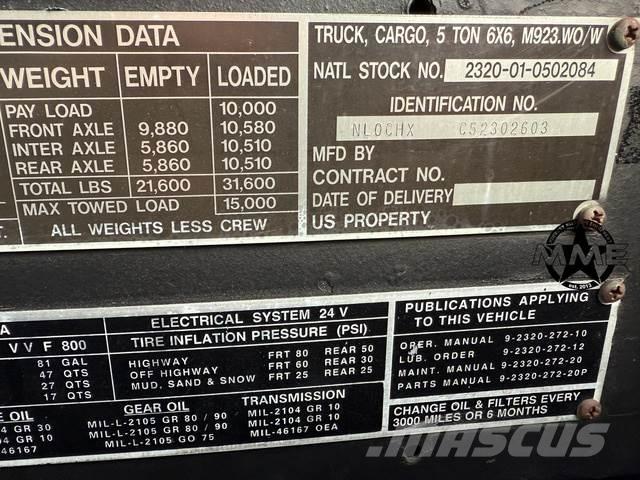 ENSION DATA
WEIGHT EMPTY LOADED
PAY LOAD 10,000
FRONT AXLE 9,880 10,580
INTER AXLE 5,860 10,510
REAR AXLE 5,860 10,510
TOTAL LBS 21,600 31,600
MAX TOWED LOAD 15,000
ALL WEIGHTS LESS CREW
TRUCK, CARGO, 5 TON 6X6, M923.WO/W
NATL STOCK NO. 2320-01-0502084
IDENTIFICATION NO.
NL0CHX C52302603
MFD BY
CONTRACT NO.
DATE OF DELIVERY
US PROPERTY
MME
est. 2013
A
V V F 800
81 GAL
47 QTS
27 QTS
17 QTS
ELECTRICAL SYSTEM 24 V
TIRE INFLATION PRESSURE (PSI)
HIGHWAY FRT 80 REAR 50
OFF HIGHWAY FRT 60 REAR 30
MUD, SAND & SNOW FRT 25 REAR 25
E OIL GEAR OIL TRANSMISSION
04 GR 30 MIL-L-2105 GR 80 / 90 MIL-2104 GR 10
04 GR 10 MIL-L-2105 GR 80 / 90 MIL-2104 GR 10
46167 MIL-L-2105 GO 75 MIL-46167 OEA
PUBLICATIONS APPLYING
TO THIS VEHICLE
OPER. MANUAL 9-2320-272-10
LUB. ORDER 9-2320-272-12
MAINT. MANUAL 9-2320-272-20
PARTS MANUAL 9-2320-272-20P
CHANGE OIL & FILTERS EVERY
3000 MILES OR 6 MONTHS
MASCUS